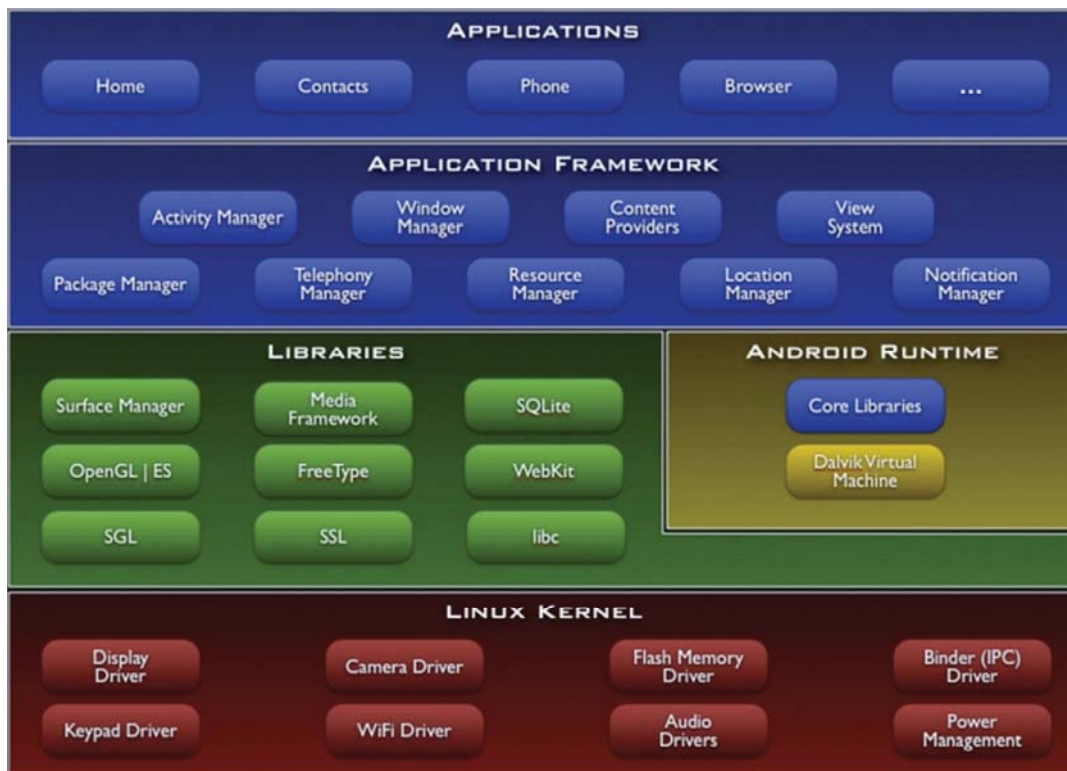 APPLICATIONS
Home
Contacts
Phone
Browser
...
APPLICATION FRAMEWORK
Activity Manager
Window
Manager
Content
Providers
View
System
Package Manager
Telephony
Manager
Resource
Manager
Location
Manager
Notification
Manager
LIBRARIES
Surface Manager
Media
Framework
SQLite
OpenGL | ES
FreeType
WebKit
SGL
SSL
libc
ANDROID RUNTIME
Core Libraries
Dalvik Virtual
Machine
LINUX KERNEL
Display
Driver
Camera Driver
Flash Memory
Driver
Binder (IPC)
Driver
Keypad Driver
WiFi Driver
Audio
Drivers
Power
Management